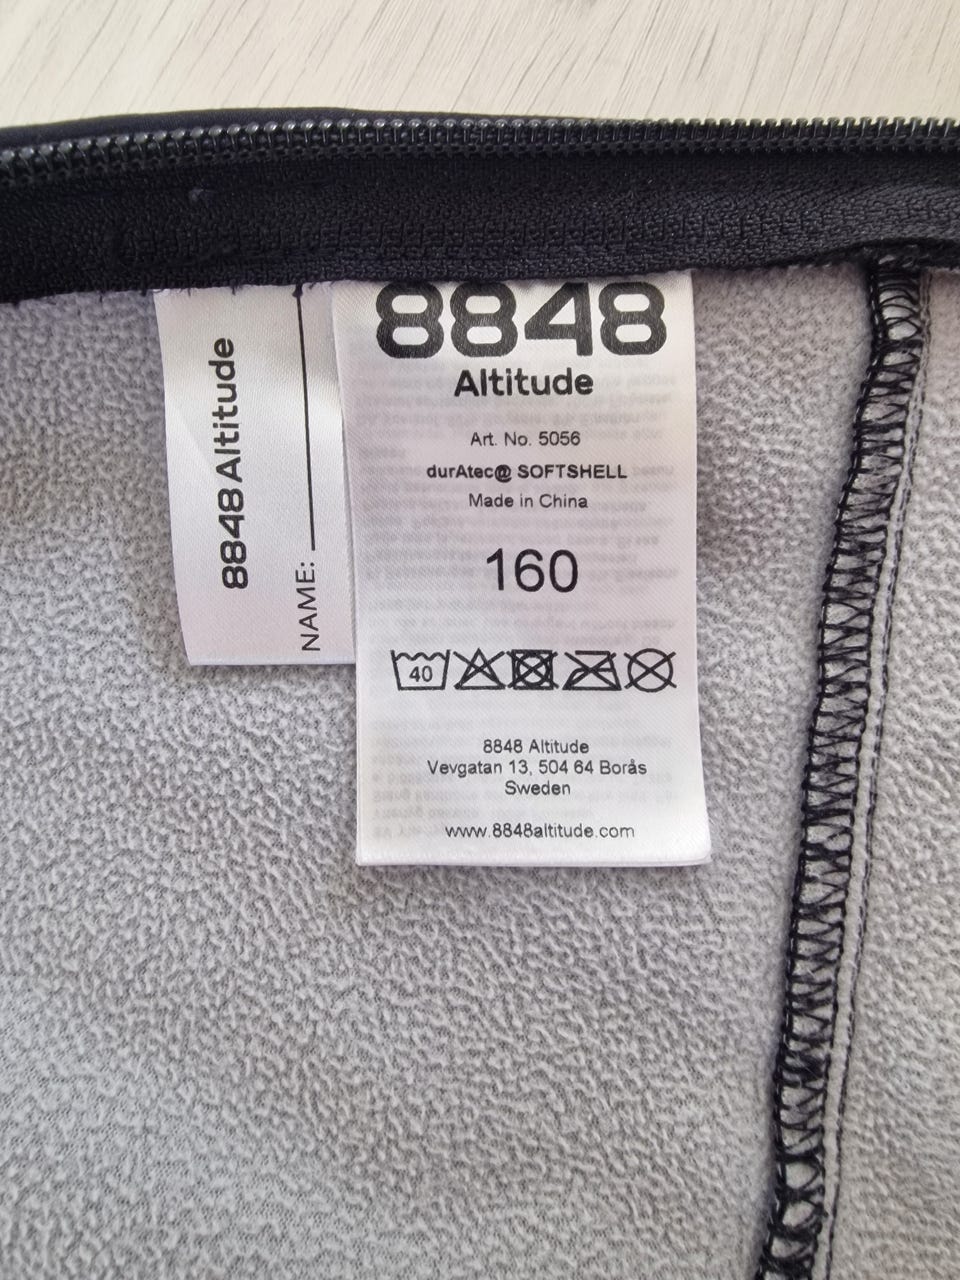 8848 Altitude
NAME:
8848
Altitude
Art. No. 5056
durAtec@ SOFTSHELL
Made in China
160
40
8848 Altitude
Vevgatan 13, 504 64 Borås
Sweden
www.8848altitude.com